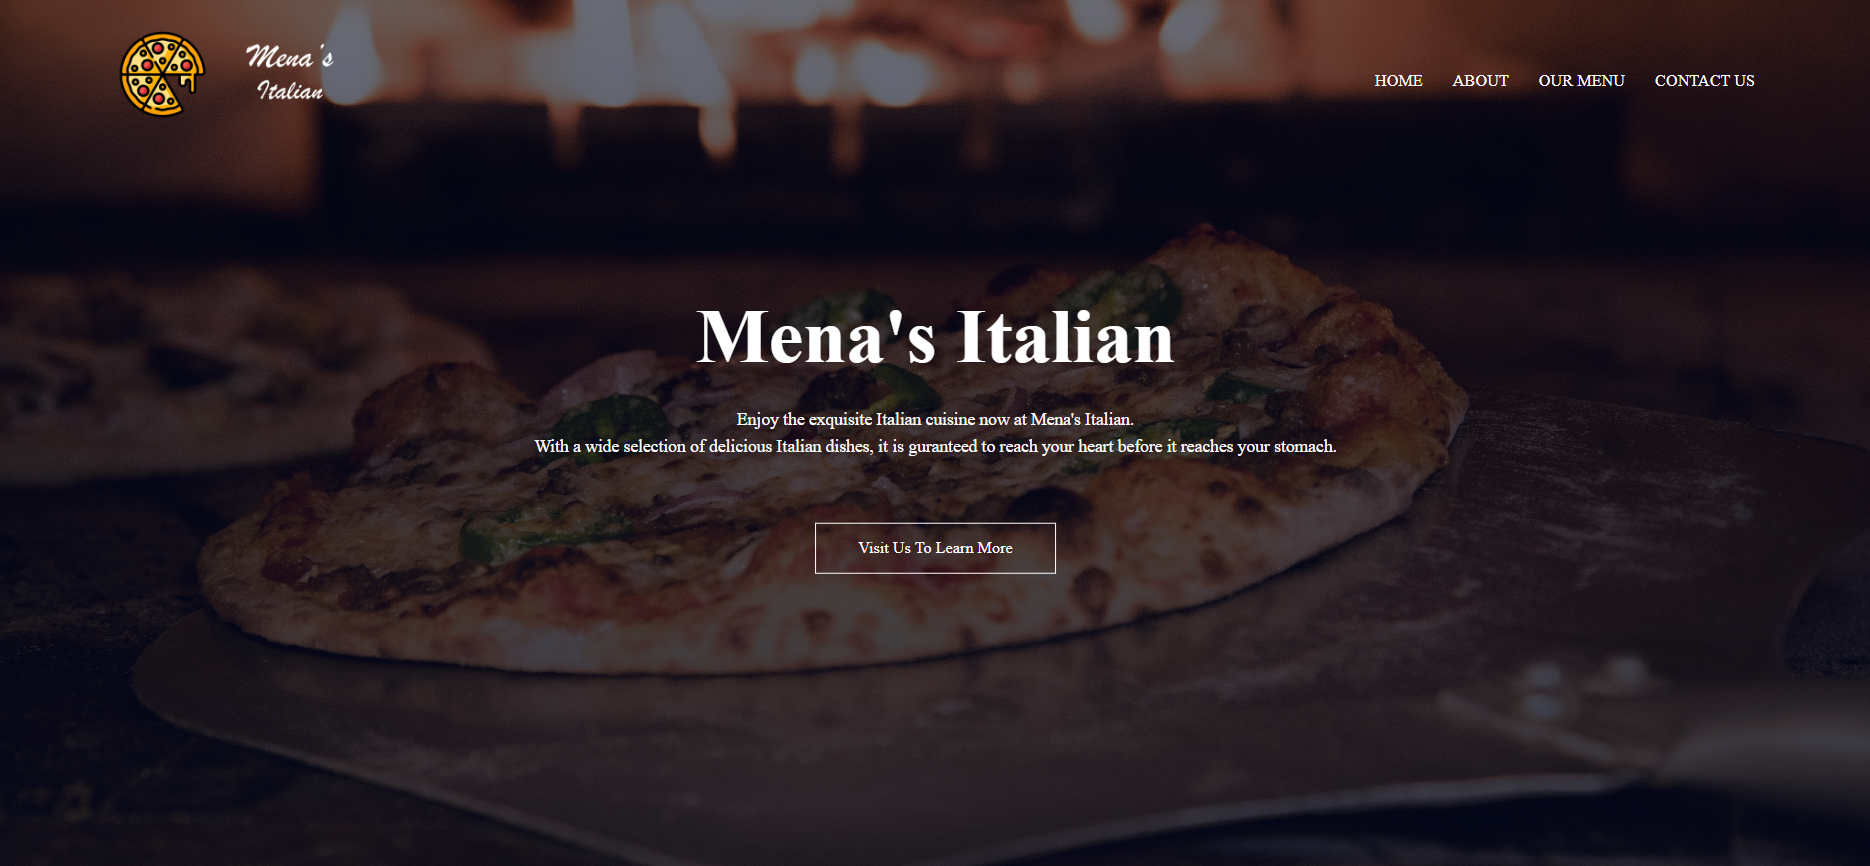 Mena's
Italian
HOME ABOUT OUR MENU CONTACT US
Mena's Italian
Enjoy the exquisite Italian cuisine now at Mena's Italian.
With a wide selection of delicious Italian dishes, it is guranteed to reach your heart before it reaches your stomach.
Visit Us To Learn More